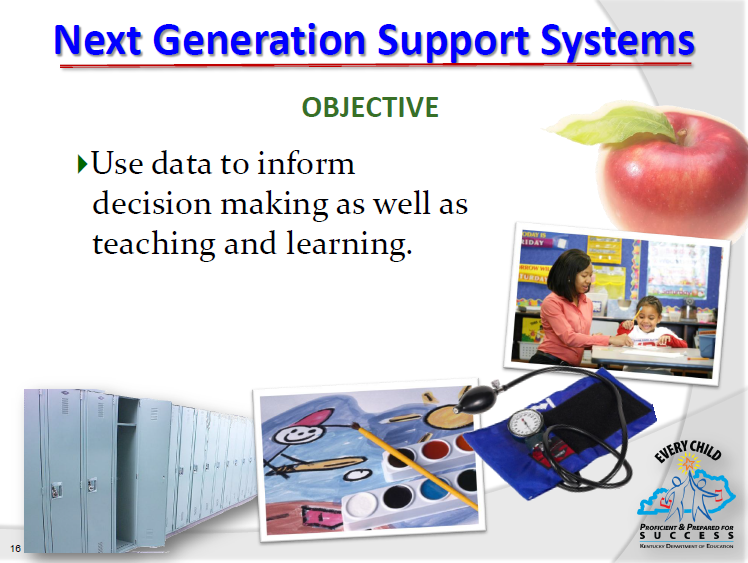 Next Generation Support Systems
OBJECTIVE
Use data to inform
decision making as well as
teaching and learning.
EVERY CHILD
PROFICIENT & PREPARED FOR
SUCCESS
KENTUCKY DEPARTMENT OF EDUCATION
16